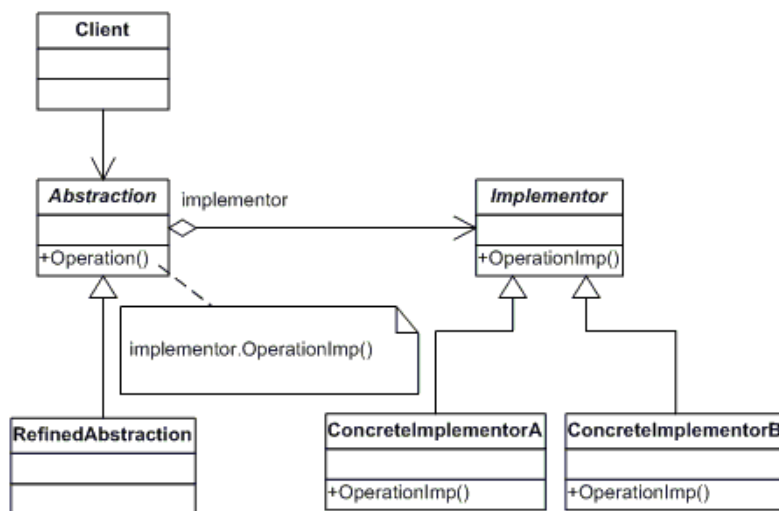 Client
Abstraction
implementor
Implementor
+Operation()
+OperationImp()
implementor.OperationImp()
RefinedAbstraction
ConcreteImplementorA
ConcreteImplementorB
+OperationImp()
+OperationImp()